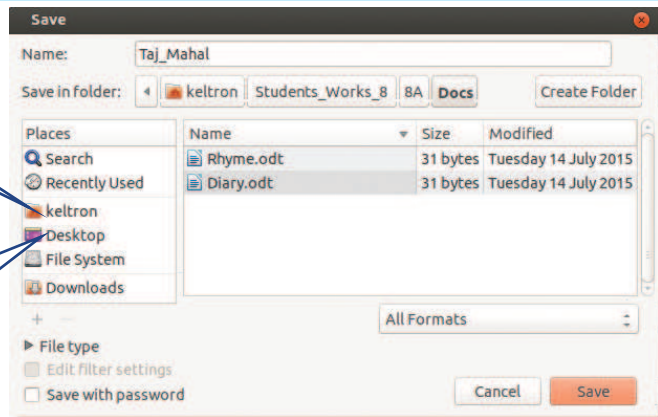 Save
Name: Taj_Mahal
Save in folder: keltron Students_Works_8 8A Docs Create Folder
Places Name Size Modified
Search Rhyme.odt 31 bytes Tuesday 14 July 2015
Recently Used Diary.odt 31 bytes Tuesday 14 July 2015
keltron
Desktop
File System
Downloads
All Formats
File type
Edit filter settings
Save with password Cancel Save